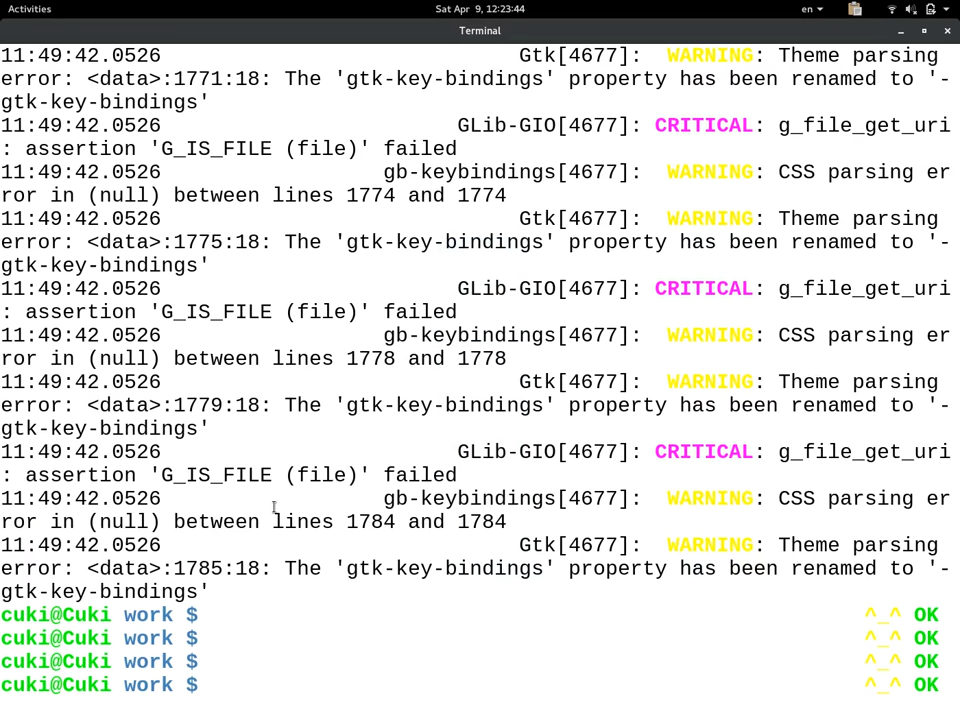 Activities Sat Apr 9, 12:23:44 en
Terminal
11:49:42.0526 Gtk[4677]: WARNING: Theme parsing
error: <data>:1771:18: The 'gtk-key-bindings' property has been renamed to '-
gtk-key-bindings'
11:49:42.0526 GLib-GIO[4677]: CRITICAL: g_file_get_uri
: assertion 'G_IS_FILE (file)' failed
11:49:42.0526 gb-keybindings[4677]: WARNING: CSS parsing er
ror in (null) between lines 1774 and 1774
11:49:42.0526 Gtk[4677]: WARNING: Theme parsing
error: <data>:1775:18: The 'gtk-key-bindings' property has been renamed to '-
gtk-key-bindings'
11:49:42.0526 GLib-GIO[4677]: CRITICAL: g_file_get_uri
: assertion 'G_IS_FILE (file)' failed
11:49:42.0526 gb-keybindings[4677]: WARNING: CSS parsing er
ror in (null) between lines 1778 and 1778
11:49:42.0526 Gtk[4677]: WARNING: Theme parsing
error: <data>:1779:18: The 'gtk-key-bindings' property has been renamed to '-
gtk-key-bindings'
11:49:42.0526 GLib-GIO[4677]: CRITICAL: g_file_get_uri
: assertion 'G_IS_FILE (file)' failed
11:49:42.0526 gb-keybindings[4677]: WARNING: CSS parsing er
ror in (null) between lines 1784 and 1784
11:49:42.0526 Gtk[4677]: WARNING: Theme parsing
error: <data>:1785:18: The 'gtk-key-bindings' property has been renamed to '-
gtk-key-bindings'
cuki@Cuki work $ ^_^ OK
cuki@Cuki work $ ^_^ OK
cuki@Cuki work $ ^_^ OK
cuki@Cuki work $ ^_^ OK